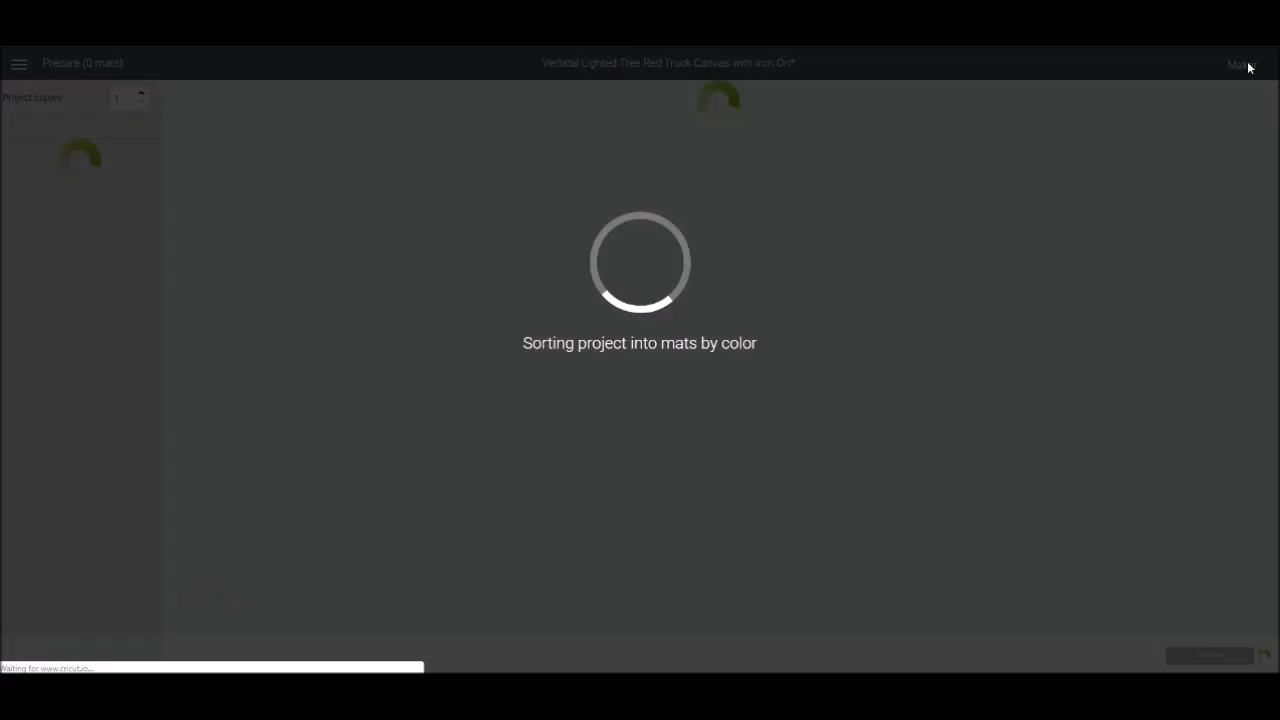 Prepare (0 mats)
Vertical Lighted Tree Red Truck Canvas with Iron On*
Maker
Project copies
1
Sorting project into mats by color
Waiting for www.cricut.io...